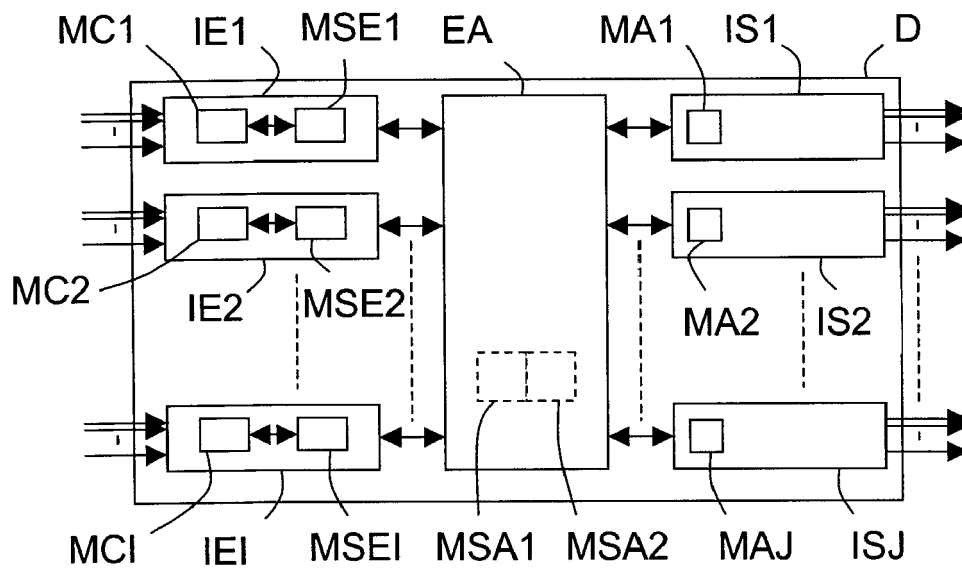 MC1 IE1 MSE1 EA MA1 IS1 D
MC2 IE2 MSE2 MA2 IS2
MCI IEI MSEI MSA1 MSA2 MAJ ISJ